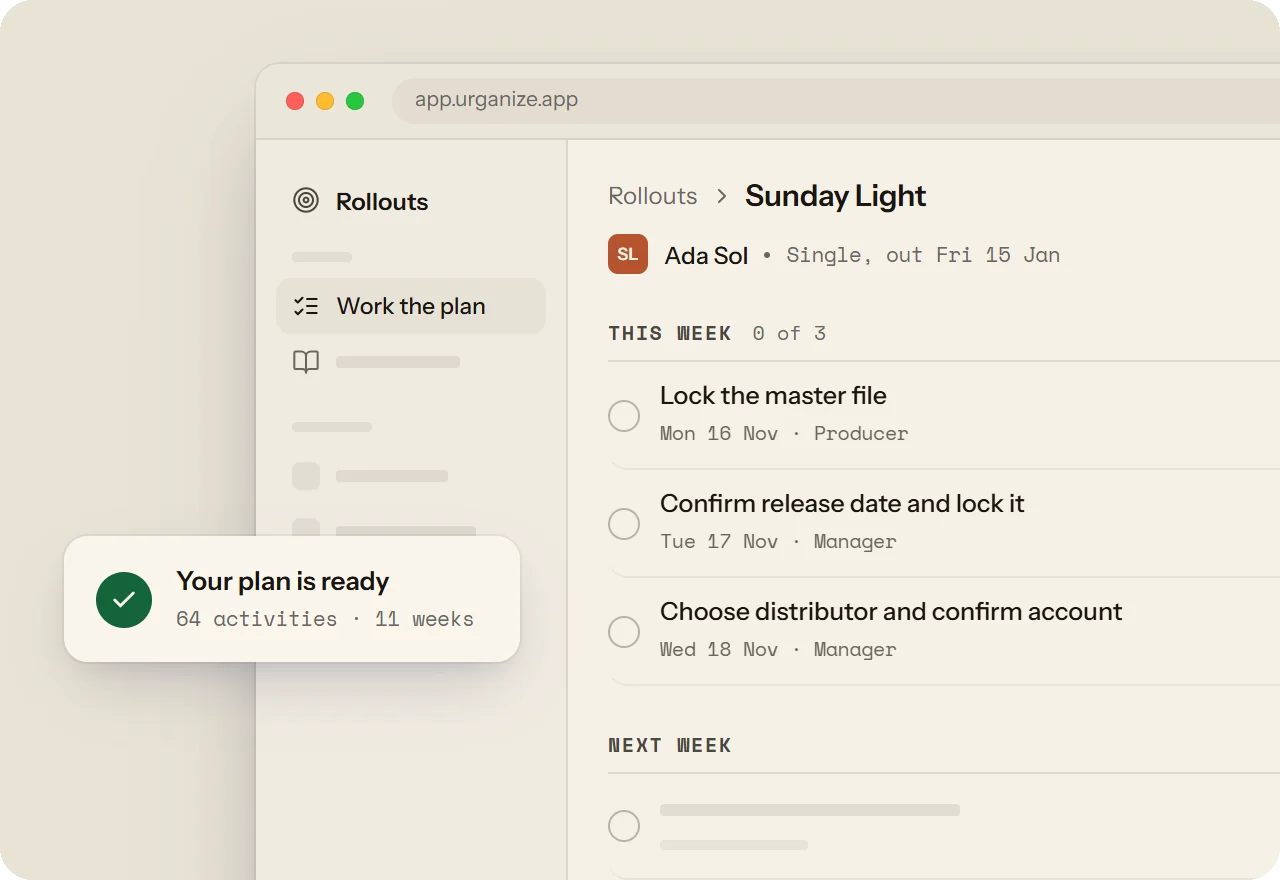 app.urganize.app
Rollouts
Work the plan
Rollouts > Sunday Light
SL Ada Sol • Single, out Fri 15 Jan
THIS WEEK 0 of 3
Lock the master file
Mon 16 Nov · Producer
Confirm release date and lock it
Tue 17 Nov · Manager
Choose distributor and confirm account
Wed 18 Nov · Manager
NEXT WEEK
Your plan is ready
64 activities · 11 weeks